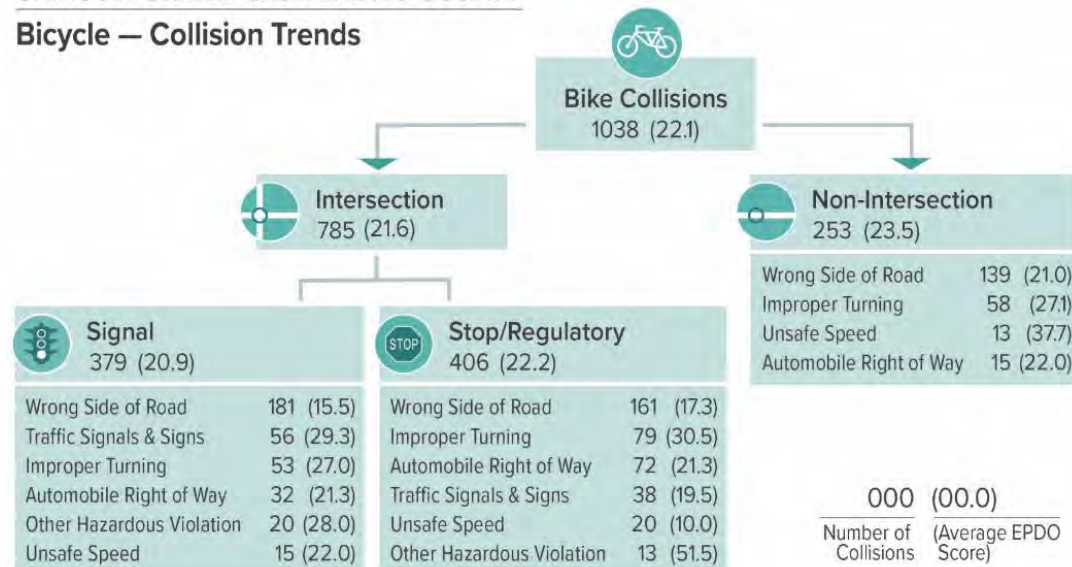 Bicycle — Collision Trends
Bike Collisions
1038 (22.1)
Intersection
785 (21.6)
Non-Intersection
253 (23.5)
Wrong Side of Road 139 (21.0)
Improper Turning 58 (27.1)
Unsafe Speed 13 (37.7)
Automobile Right of Way 15 (22.0)
Signal
379 (20.9)
Wrong Side of Road 181 (15.5)
Traffic Signals & Signs 56 (29.3)
Improper Turning 53 (27.0)
Automobile Right of Way 32 (21.3)
Other Hazardous Violation 20 (28.0)
Unsafe Speed 15 (22.0)
STOP
Stop/Regulatory
406 (22.2)
Wrong Side of Road 161 (17.3)
Improper Turning 79 (30.5)
Automobile Right of Way 72 (21.3)
Traffic Signals & Signs 38 (19.5)
Unsafe Speed 20 (10.0)
Other Hazardous Violation 13 (51.5)
000 (00.0)
Number of Collisions
(Average EPDO Score)